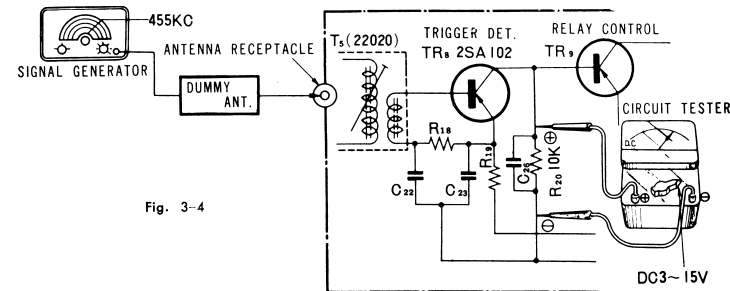 455KC
SIGNAL GENERATOR
DUMMY
ANT.
ANTENNA RECEPTACLE
T5(22020)
TRIGGER DET.
TR8 2SA102
RELAY CONTROL
TR9
CIRCUIT TESTER
D.C
R18
R19
C22
C23
C26
R20 10K
⊕
⊖
⊕
⊖
DC3~15V
Fig. 3-4